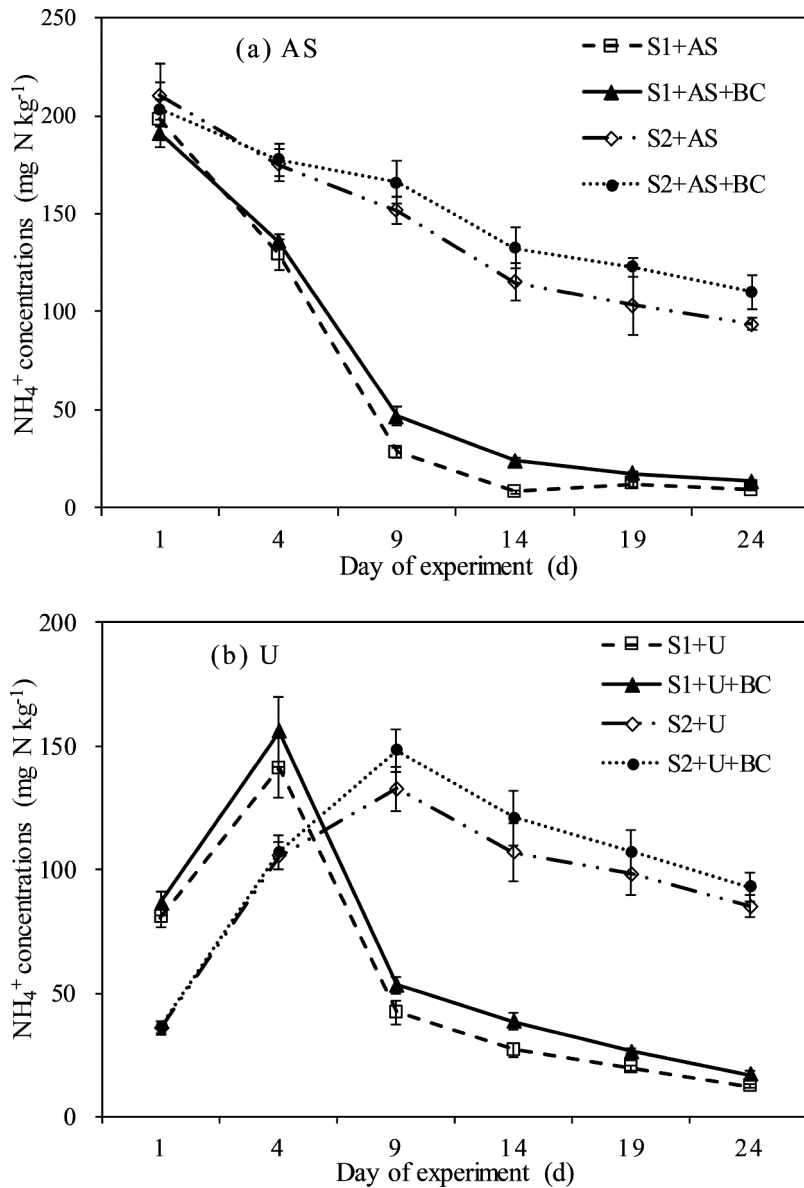 250
200
150
100
50
0
NH₄⁺ concentrations (mg N kg⁻¹)
(a) AS
S1+AS
S1+AS+BC
S2+AS
S2+AS+BC
1 4 9 14 19 24
Day of experiment (d)
200
150
100
50
0
NH₄⁺ concentrations (mg N kg⁻¹)
(b) U
S1+U
S1+U+BC
S2+U
S2+U+BC
1 4 9 14 19 24
Day of experiment (d)